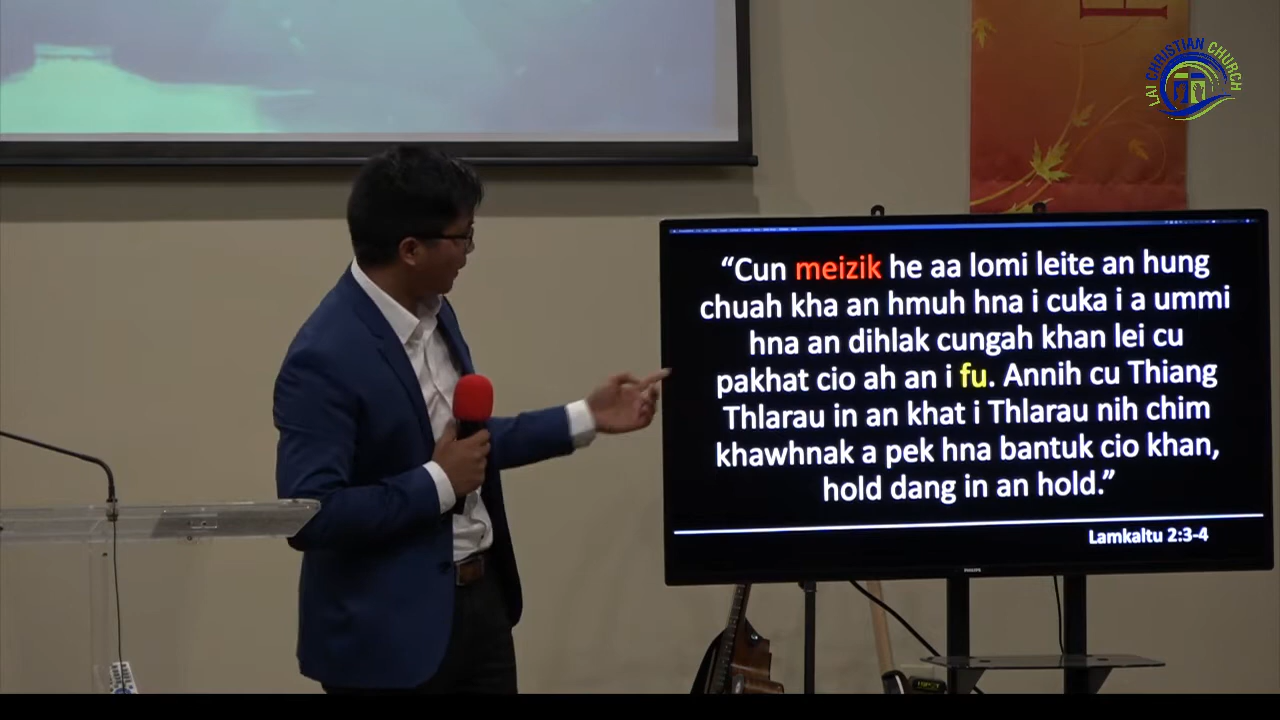 LAI CHRISTIAN CHURCH
“Cun meizik he aa lomi leite an hung
chuah kha an hmuh hna i cuka i a ummi
hna an dihlak cungah khan lei cu
pakhat cio ah an i fu. Annih cu Thiang
Thlarau in an khat i Thlarau nih chim
khawhnak a pek hna bantuk cio khan,
hold dang in an hold.”
Lamkaltu 2:3-4
PHILIPS